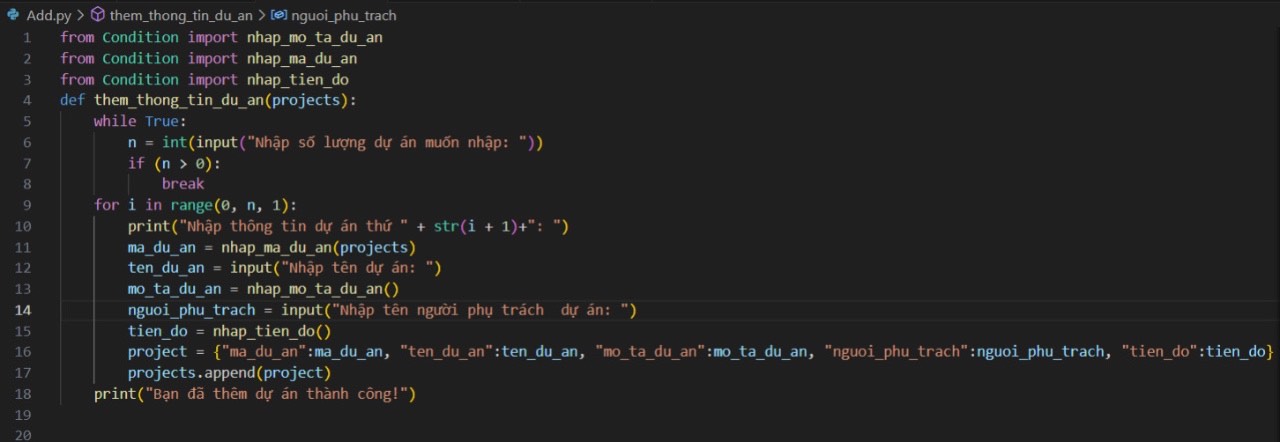 Add.py > them_thong_tin_du_an > nguoi_phu_trach
1 from Condition import nhap_mo_ta_du_an
2 from Condition import nhap_ma_du_an
3 from Condition import nhap_tien_do
4 def them_thong_tin_du_an(projects):
5     while True:
6         n = int(input("Nhập số lượng dự án muốn nhập: "))
7         if (n > 0):
8             break
9     for i in range(0, n, 1):
10         print("Nhập thông tin dự án thứ " + str(i + 1)+": ")
11         ma_du_an = nhap_ma_du_an(projects)
12         ten_du_an = input("Nhập tên dự án: ")
13         mo_ta_du_an = nhap_mo_ta_du_an()
14         nguoi_phu_trach = input("Nhập tên người phụ trách  dự án: ")
15         tien_do = nhap_tien_do()
16         project = {"ma_du_an":ma_du_an, "ten_du_an":ten_du_an, "mo_ta_du_an":mo_ta_du_an, "nguoi_phu_trach":nguoi_phu_trach, "tien_do":tien_do}
17         projects.append(project)
18     print("Bạn đã thêm dự án thành công!")
19
20